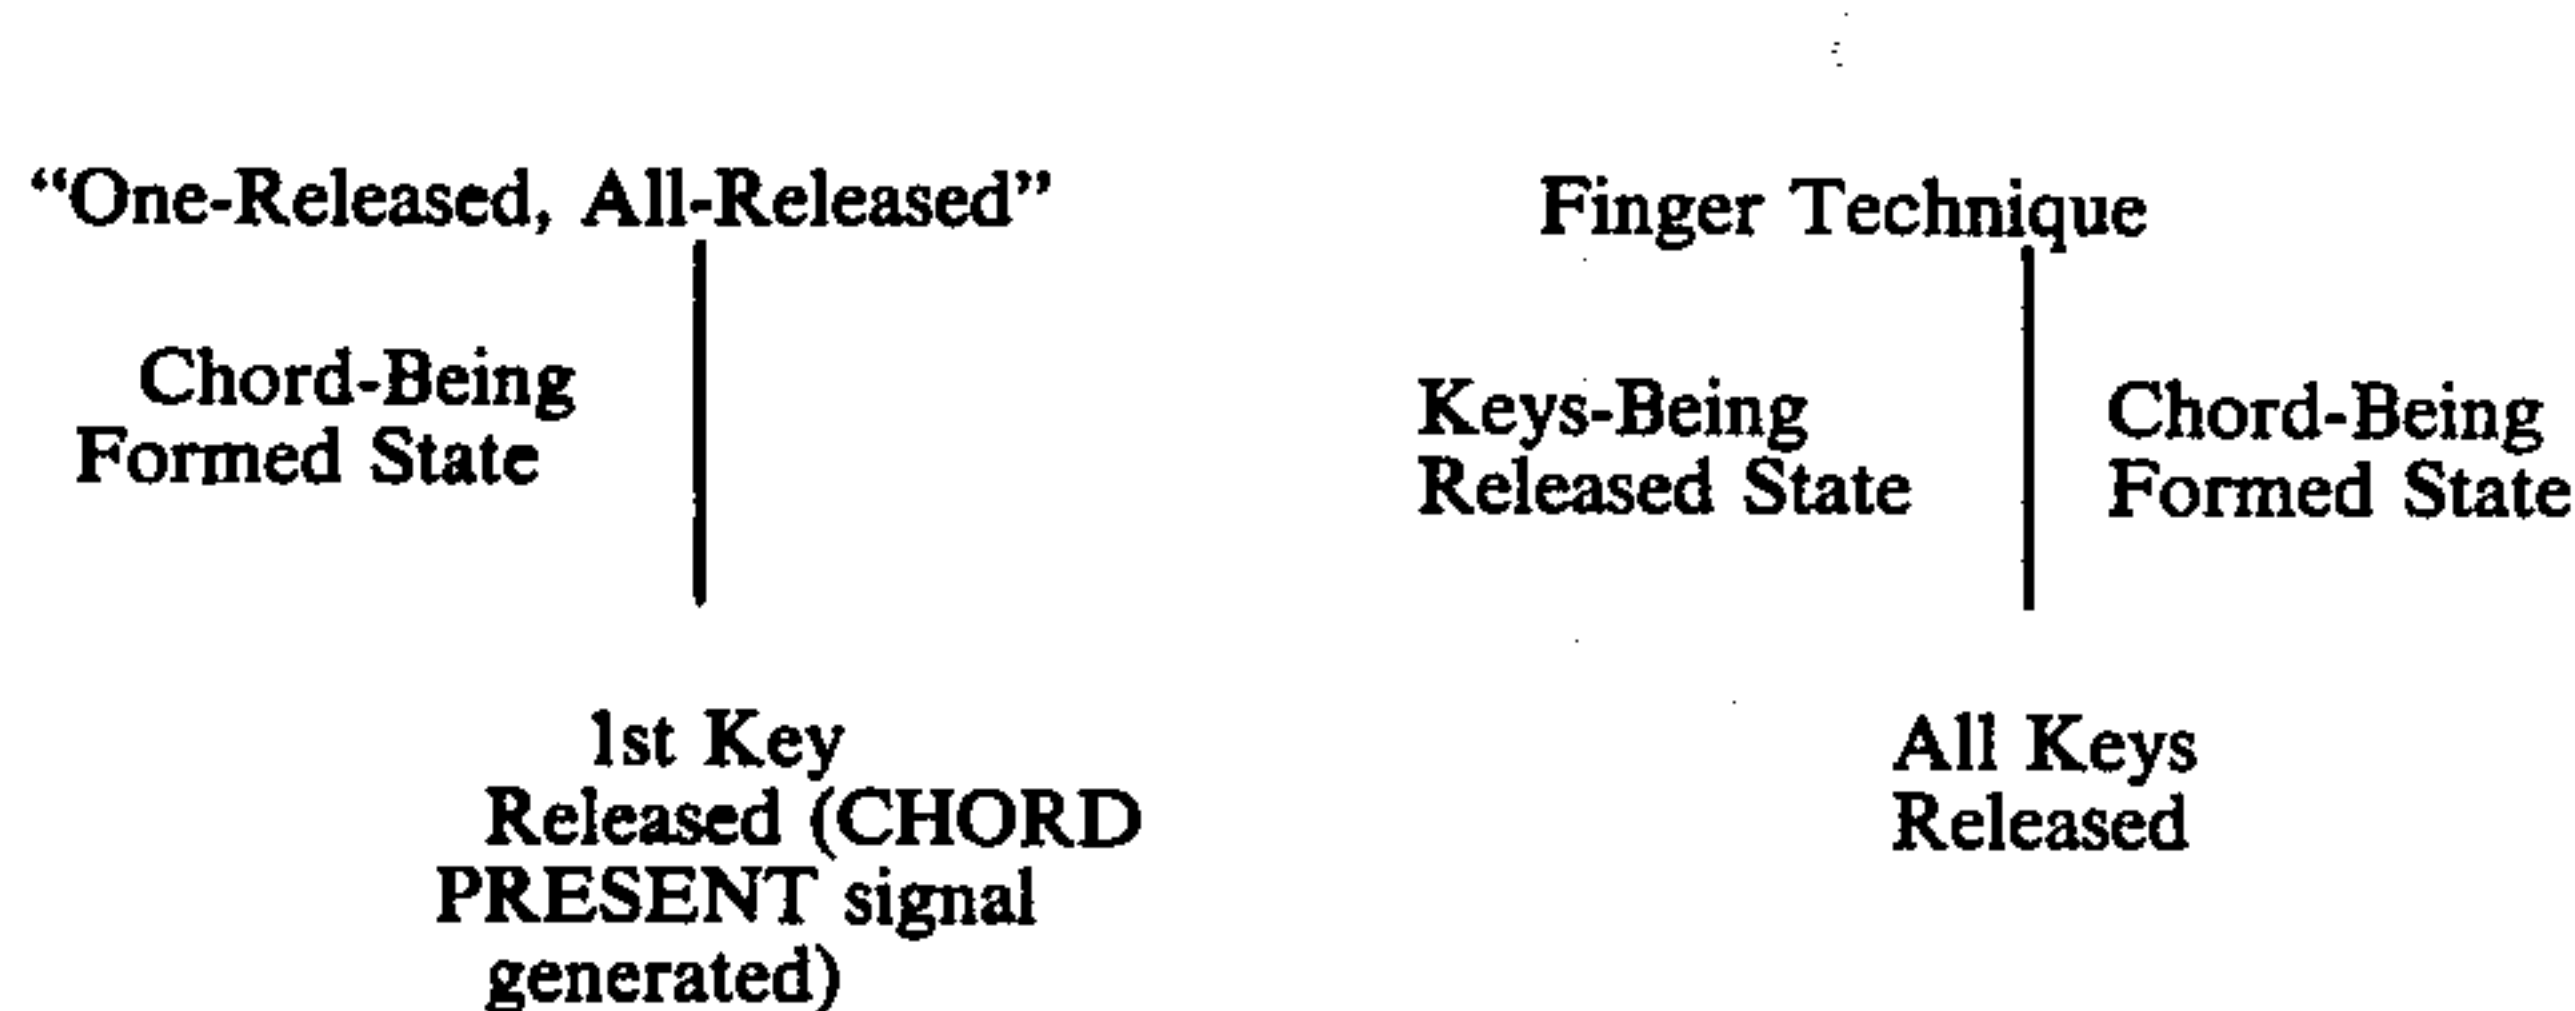 “One-Released, All-Released” Finger Technique
Chord-Being
Formed State
Keys-Being
Released State
Chord-Being
Formed State
1st Key
Released (CHORD
PRESENT signal
generated)
All Keys
Released